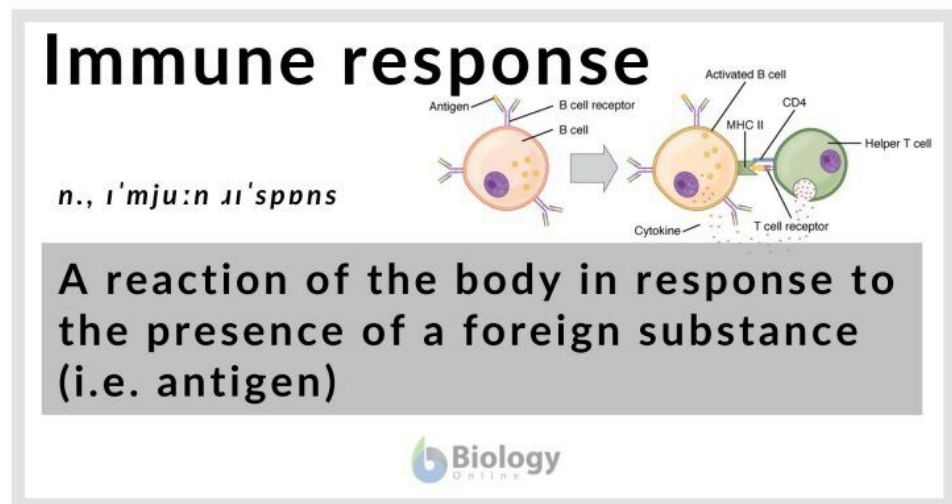 Immune response
Activated B cell
Antigen
B cell receptor
CD4
MHC II
B cell
Helper T cell
n., ɪˈmjuːn ɹɪˈspɒns
Cytokine
T cell receptor
A reaction of the body in response to
the presence of a foreign substance
(i.e. antigen)
Biology
Online